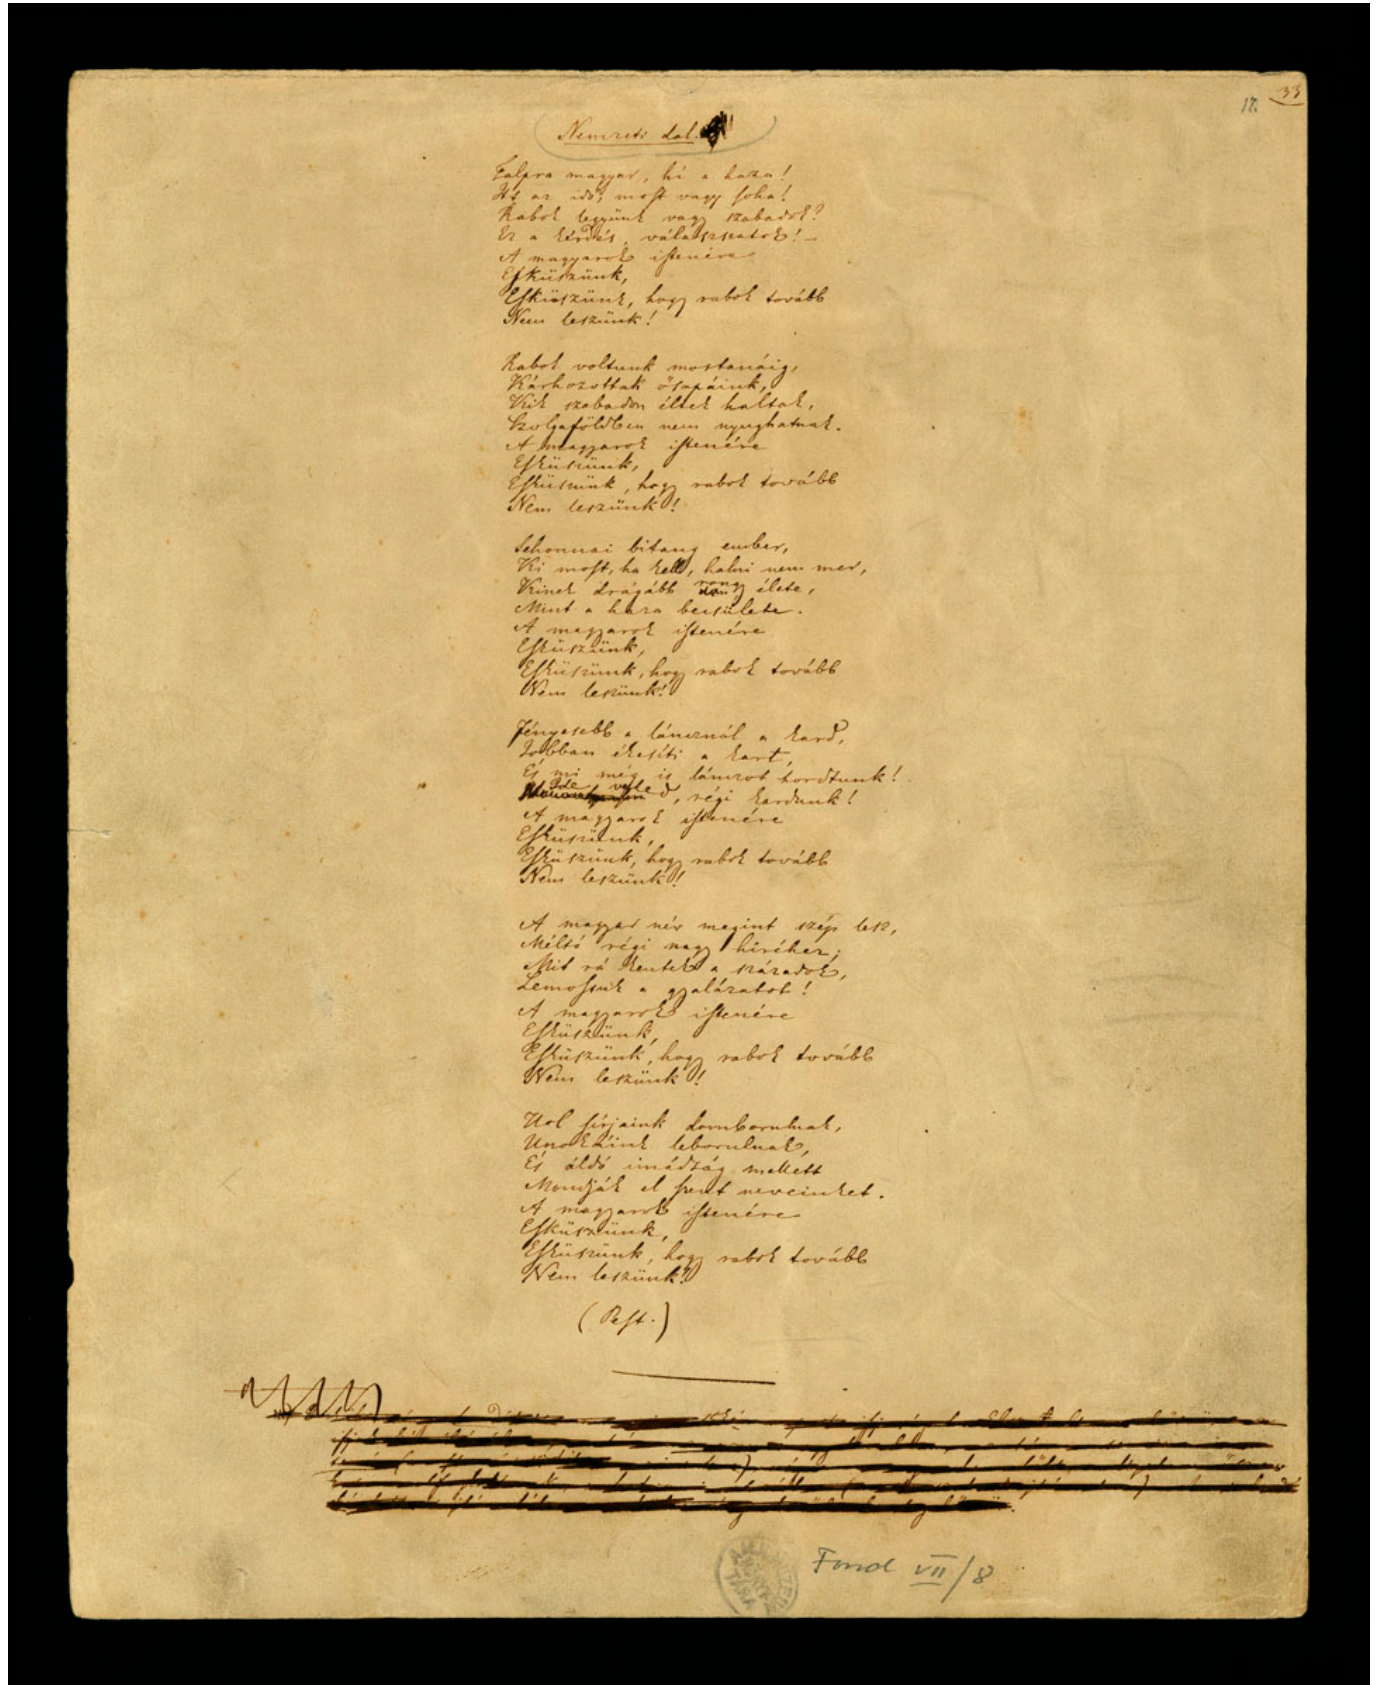 33
17.
Nemzeti dal.
Talpra magyar, hí a haza!
Itt az idő, most vagy soha!
Rabok legyünk vagy szabadok?
Ez a kérdés, válaszszatok! –
A magyarok istenére
Esküszünk,
Esküszünk, hogy rabok tovább
Nem leszünk!
Rabok voltunk mostanáig,
Kárhozottak ősapáink,
Kik szabadon éltek haltak,
Szolgaföldben nem nyughatnak.
A magyarok istenére
Esküszünk,
Esküszünk, hogy rabok tovább
Nem leszünk!
Sehonnai bitang ember,
Ki most, ha kell, halni nem mer,
Kinek drágább rongy élete,
Mint a haza becsülete.
A magyarok istenére
Esküszünk,
Esküszünk, hogy rabok tovább
Nem leszünk!
Fényesebb a láncznál a kard,
Jobban ékesíti a kart,
És mi még is lánczot hordtunk!
Ide veled, régi kardunk!
A magyarok istenére
Esküszünk,
Esküszünk, hogy rabok tovább
Nem leszünk!
A magyar név megint szép lesz,
Méltó régi nagy hiréhez;
Mit rá kentek a századok,
Lemossuk a gyalázatot!
A magyarok istenére
Esküszünk,
Esküszünk, hogy rabok tovább
Nem leszünk!
Hol sírjaink domborulnak,
Unokáink leborulnak,
És áldó imádság mellett
Mondják el szent neveinket.
A magyarok istenére
Esküszünk,
Esküszünk, hogy rabok tovább
Nem leszünk!
(Pest.)
Fond VII/8